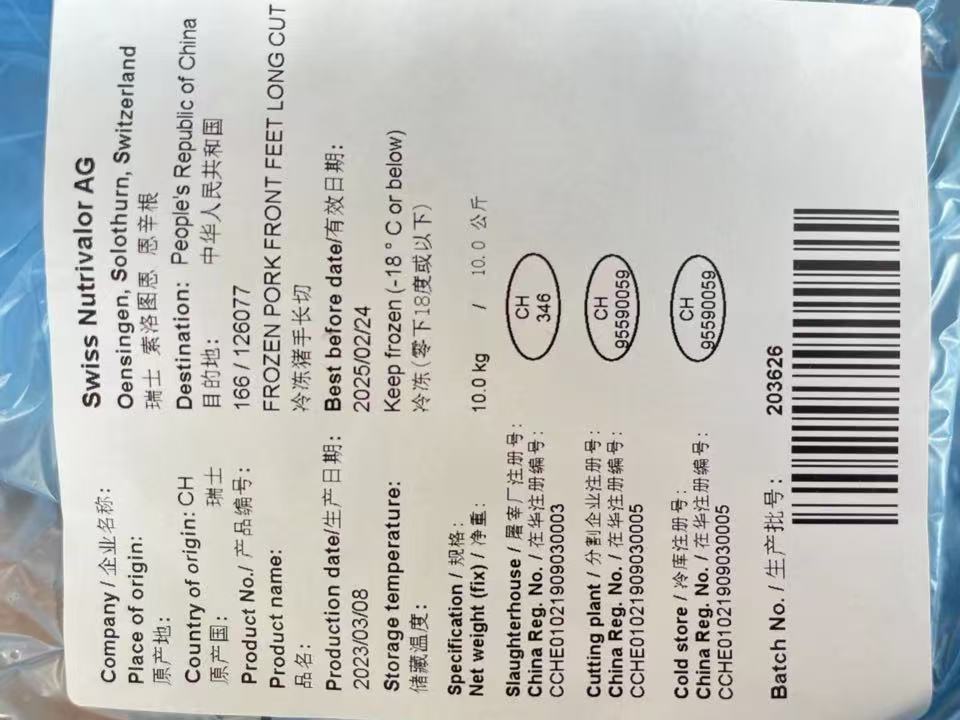 Company / 企业名称: Swiss Nutrivalor AG
Place of origin: Oensingen, Solothurn, Switzerland
原产地: 瑞士 索洛图恩 恩辛根
Country of origin: CH Destination: People's Republic of China
原产国: 瑞士 目的地: 中华人民共和国
Product No./ 产品编号: 166 / 126077
Product name: FROZEN PORK FRONT FEET LONG CUT
品名: 冷冻猪手长切
Production date/生产日期: Best before date/有效日期:
2023/03/08 2025/02/24
Storage temperature: Keep frozen (-18 ° C or below)
储藏温度: 冷冻(零下18度或以下)
Specification / 规格:
Net weight (fix) / 净重: 10.0 kg / 10.0 公斤
Slaughterhouse / 屠宰厂注册号: CH
China Reg. No. / 在华注册编号: 346
CCHE01021909030003
Cutting plant / 分割企业注册号: CH
China Reg. No. / 在华注册编号: 95590059
CCHE01021909030005
Cold store / 冷库注册号: CH
China Reg. No. / 在华注册编号: 95590059
CCHE01021909030005
Batch No. / 生产批号: 203626